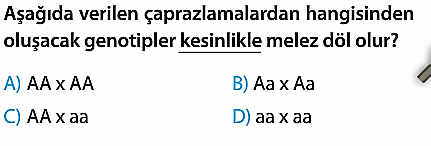 Aşağıda verilen çaprazlamalardan hangisinden
oluşacak genotipler kesinlikle melez döl olur?
A) AA x AA B) Aa x Aa
C) AA x aa D) aa x aa